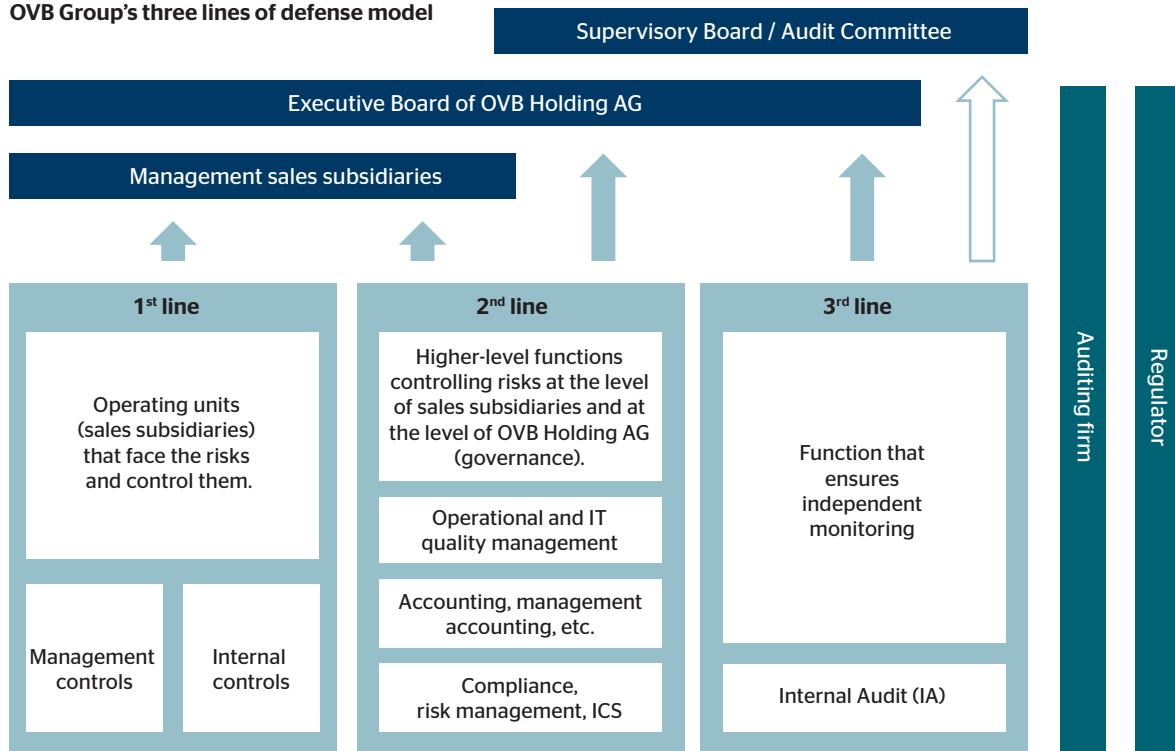 OVB Group's three lines of defense model
Supervisory Board / Audit Committee
Executive Board of OVB Holding AG
Management sales subsidiaries
1st line
Operating units
(sales subsidiaries)
that face the risks
and control them.
Management
controls
Internal
controls
2nd line
Higher-level functions
controlling risks at the level
of sales subsidiaries and at
the level of OVB Holding AG
(governance).
Operational and IT
quality management
Accounting, management
accounting, etc.
Compliance,
risk management, ICS
3rd line
Function that
ensures
independent
monitoring
Internal Audit (IA)
Auditing firm
Regulator